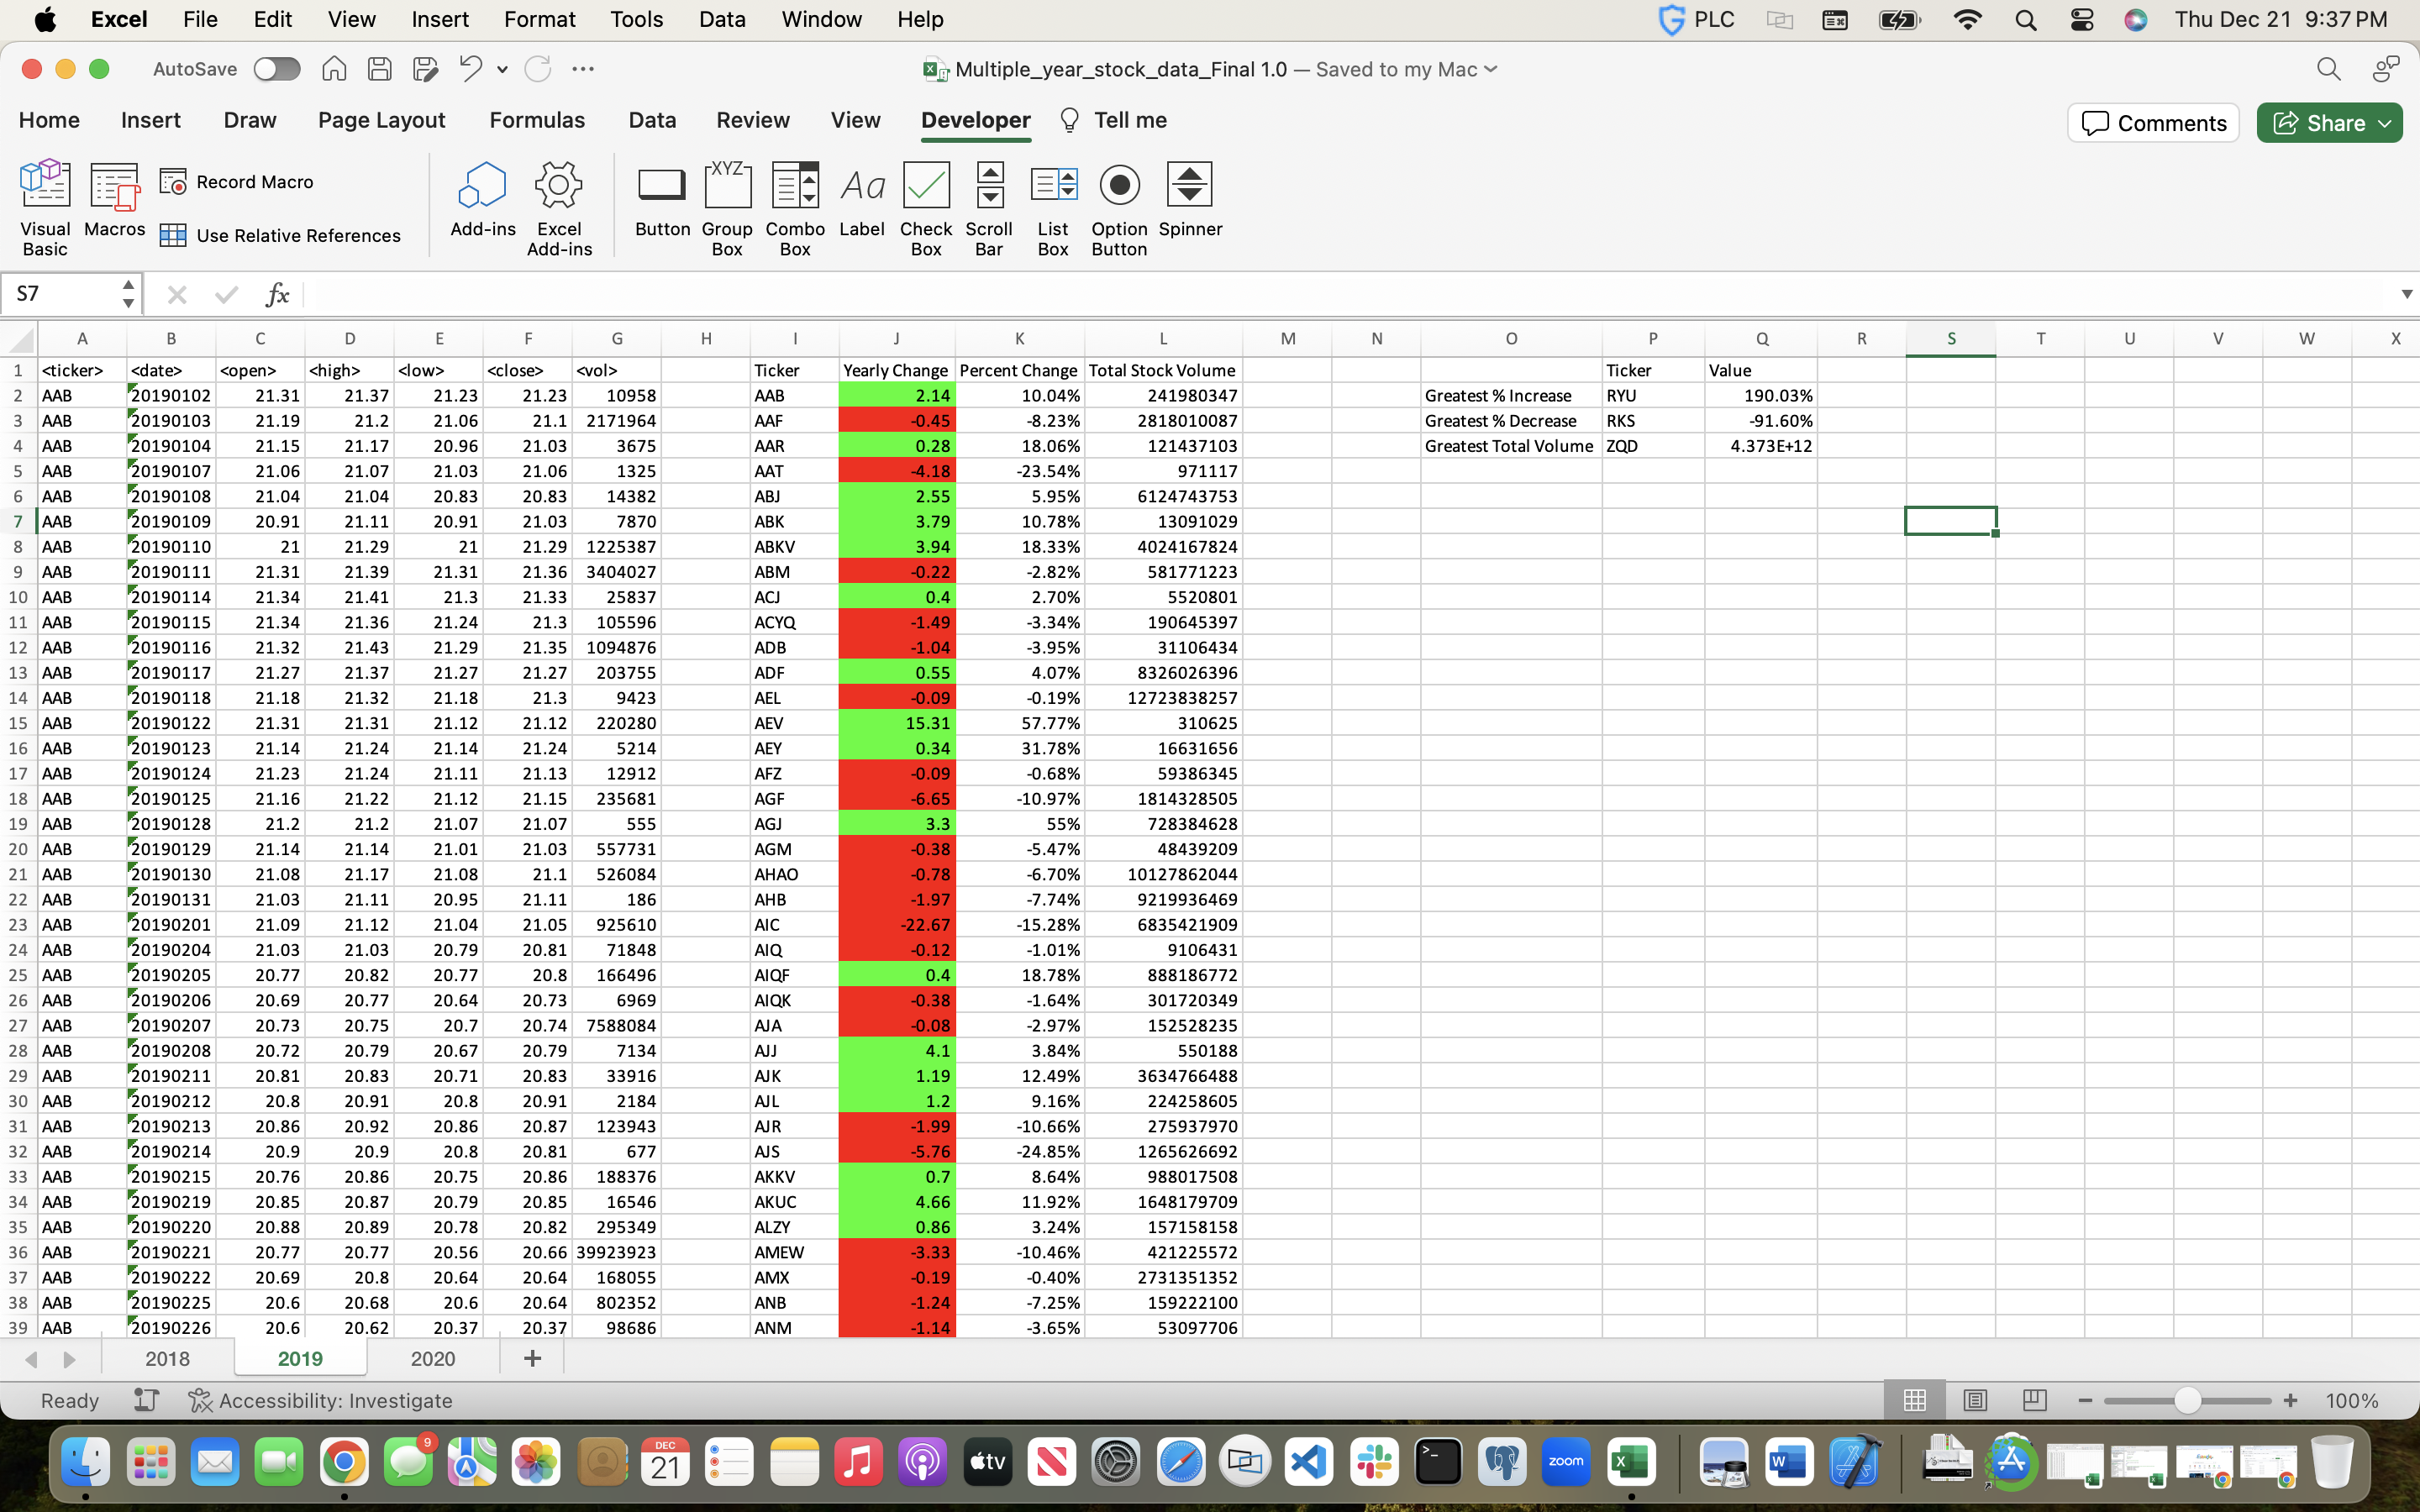 Excel File Edit View Insert Format Tools Data Window Help PLC Thu Dec 21 9:37 PM
AutoSave Multiple_year_stock_data_Final 1.0 — Saved to my Mac
Home Insert Draw Page Layout Formulas Data Review View Developer Tell me Comments Share
Record Macro XYZ Aa
Visual Basic Macros Use Relative References Add-ins Excel Add-ins Button Group Box Combo Box Label Check Box Scroll Bar List Box Option Button Spinner
S7 fx
A B C D E F G H I J K L M N O P Q R S T U V W X
1 <ticker> <date> <open> <high> <low> <close> <vol> Ticker Yearly Change Percent Change Total Stock Volume Ticker Value
2 AAB 20190102 21.31 21.37 21.23 21.23 10958 AAB 2.14 10.04% 241980347 Greatest % Increase RYU 190.03%
3 AAB 20190103 21.19 21.2 21.06 21.1 2171964 AAF -0.45 -8.23% 2818010087 Greatest % Decrease RKS -91.60%
4 AAB 20190104 21.15 21.17 20.96 21.03 3675 AAR 0.28 18.06% 121437103 Greatest Total Volume ZQD 4.373E+12
5 AAB 20190107 21.06 21.07 21.03 21.06 1325 AAT -4.18 -23.54% 971117
6 AAB 20190108 21.04 21.04 20.83 20.83 14382 ABJ 2.55 5.95% 6124743753
7 AAB 20190109 20.91 21.11 20.91 21.03 7870 ABK 3.79 10.78% 13091029
8 AAB 20190110 21 21.29 21 21.29 1225387 ABKV 3.94 18.33% 4024167824
9 AAB 20190111 21.31 21.39 21.31 21.36 3404027 ABM -0.22 -2.82% 581771223
10 AAB 20190114 21.34 21.41 21.3 21.33 25837 ACJ 0.4 2.70% 5520801
11 AAB 20190115 21.34 21.36 21.24 21.3 105596 ACYQ -1.49 -3.34% 190645397
12 AAB 20190116 21.32 21.43 21.29 21.35 1094876 ADB -1.04 -3.95% 31106434
13 AAB 20190117 21.27 21.37 21.27 21.27 203755 ADF 0.55 4.07% 8326026396
14 AAB 20190118 21.18 21.32 21.18 21.3 9423 AEL -0.09 -0.19% 12723838257
15 AAB 20190122 21.31 21.31 21.12 21.12 220280 AEV 15.31 57.77% 310625
16 AAB 20190123 21.14 21.24 21.14 21.24 5214 AEY 0.34 31.78% 16631656
17 AAB 20190124 21.23 21.24 21.11 21.13 12912 AFZ -0.09 -0.68% 59386345
18 AAB 20190125 21.16 21.22 21.12 21.15 235681 AGF -6.65 -10.97% 1814328505
19 AAB 20190128 21.2 21.2 21.07 21.07 555 AGJ 3.3 55% 728384628
20 AAB 20190129 21.14 21.14 21.01 21.03 557731 AGM -0.38 -5.47% 48439209
21 AAB 20190130 21.08 21.17 21.08 21.1 526084 AHAO -0.78 -6.70% 10127862044
22 AAB 20190131 21.03 21.11 20.95 21.11 186 AHB -1.97 -7.74% 9219936469
23 AAB 20190201 21.09 21.12 21.04 21.05 925610 AIC -22.67 -15.28% 6835421909
24 AAB 20190204 21.03 21.03 20.79 20.81 71848 AIQ -0.12 -1.01% 9106431
25 AAB 20190205 20.77 20.82 20.77 20.8 166496 AIQF 0.4 18.78% 888186772
26 AAB 20190206 20.69 20.77 20.64 20.73 6969 AIQK -0.38 -1.64% 301720349
27 AAB 20190207 20.73 20.75 20.7 20.74 7588084 AJA -0.08 -2.97% 152528235
28 AAB 20190208 20.72 20.79 20.67 20.79 7134 AJJ 4.1 3.84% 550188
29 AAB 20190211 20.81 20.83 20.71 20.83 33916 AJK 1.19 12.49% 3634766488
30 AAB 20190212 20.8 20.91 20.8 20.91 2184 AJL 1.2 9.16% 224258605
31 AAB 20190213 20.86 20.92 20.86 20.87 123943 AJR -1.99 -10.66% 275937970
32 AAB 20190214 20.9 20.9 20.8 20.81 677 AJS -5.76 -24.85% 1265626692
33 AAB 20190215 20.76 20.86 20.75 20.86 188376 AKKV 0.7 8.64% 988017508
34 AAB 20190219 20.85 20.87 20.79 20.85 16546 AKUC 4.66 11.92% 1648179709
35 AAB 20190220 20.88 20.89 20.78 20.82 295349 ALZY 0.86 3.24% 157158158
36 AAB 20190221 20.77 20.77 20.56 20.66 39923923 AMEW -3.33 -10.46% 421225572
37 AAB 20190222 20.69 20.8 20.64 20.64 168055 AMX -0.19 -0.40% 2731351352
38 AAB 20190225 20.6 20.68 20.6 20.64 802352 ANB -1.24 -7.25% 159222100
39 AAB 20190226 20.6 20.62 20.37 20.37 98686 ANM -1.14 -3.65% 53097706
2018 2019 2020 +
Ready Accessibility: Investigate 100%
9 DEC 21 tv zoom X W